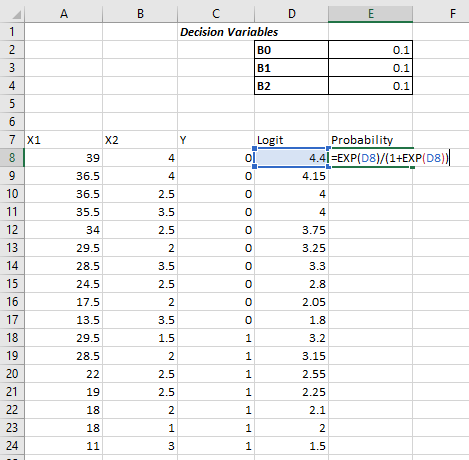 A B C D E F
1 Decision Variables
2 B0 0.1
3 B1 0.1
4 B2 0.1
5
6
7 X1 X2 Y Logit Probability
8 39 4 0 4.4 =EXP(D8)/(1+EXP(D8))
9 36.5 4 0 4.15
10 36.5 2.5 0 4
11 35.5 3.5 0 4
12 34 2.5 0 3.75
13 29.5 2 0 3.25
14 28.5 3.5 0 3.3
15 24.5 2.5 0 2.8
16 17.5 2 0 2.05
17 13.5 3.5 0 1.8
18 29.5 1.5 1 3.2
19 28.5 2 1 3.15
20 22 2.5 1 2.55
21 19 2.5 1 2.25
22 18 2 1 2.1
23 18 1 1 2
24 11 3 1 1.5